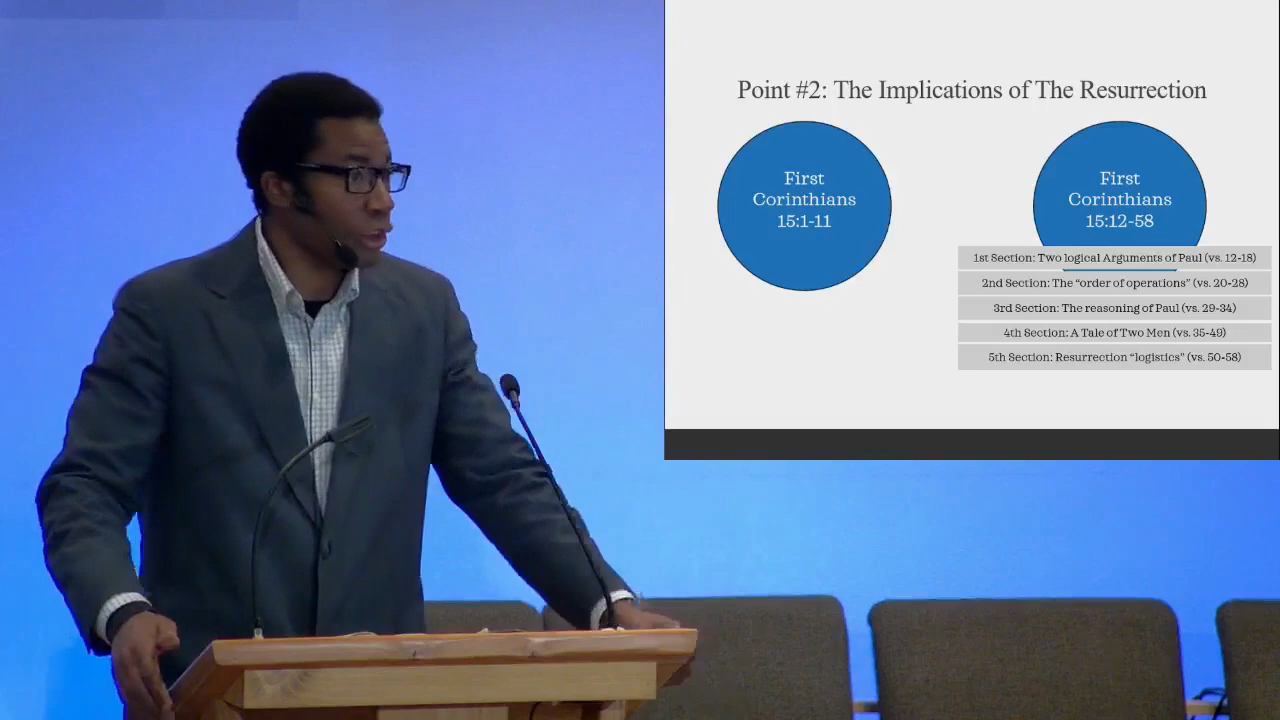 Point #2: The Implications of The Resurrection
First
Corinthians
15:1-11
First
Corinthians
15:12-58
1st Section: Two logical Arguments of Paul (vs. 12-18)
2nd Section: The “order of operations” (vs. 20-28)
3rd Section: The reasoning of Paul (vs. 29-34)
4th Section: A Tale of Two Men (vs. 35-49)
5th Section: Resurrection “logistics” (vs. 50-58)